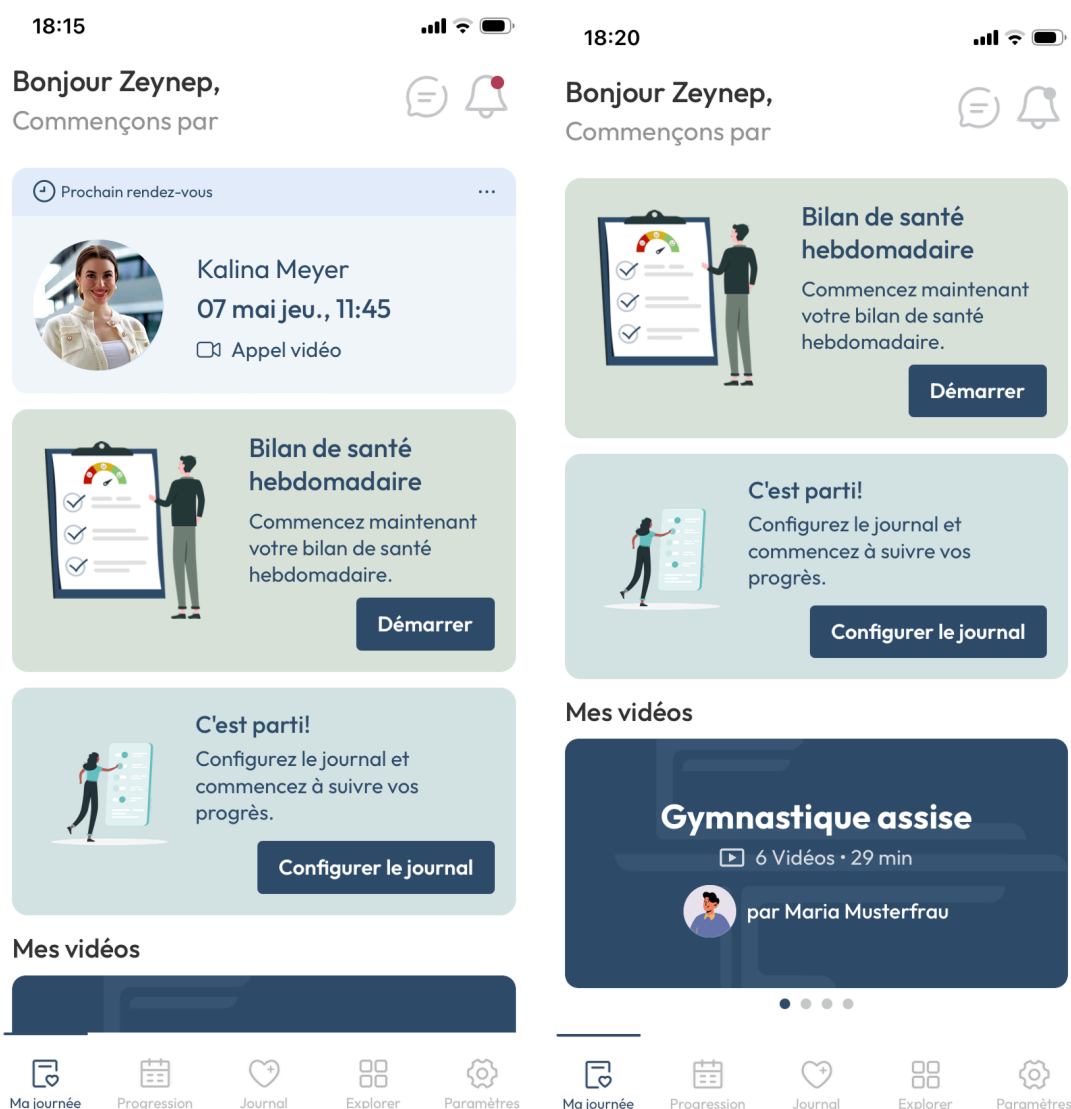 18:15
Bonjour Zeynep,
Commençons par
Prochain rendez-vous
Kalina Meyer
07 mai jeu., 11:45
Appel vidéo
Bilan de santé
hebdomadaire
Commencez maintenant
votre bilan de santé
hebdomadaire.
Démarrer
C'est parti!
Configurez le journal et
commencez à suivre vos
progrès.
Configurer le journal
Mes vidéos
Ma journée
Progression
Journal
Explorer
Paramètres
18:20
Bonjour Zeynep,
Commençons par
Bilan de santé
hebdomadaire
Commencez maintenant
votre bilan de santé
hebdomadaire.
Démarrer
C'est parti!
Configurez le journal et
commencez à suivre vos
progrès.
Configurer le journal
Mes vidéos
Gymnastique assise
6 Vidéos • 29 min
par Maria Musterfrau
Ma journée
Progression
Journal
Explorer
Paramètres